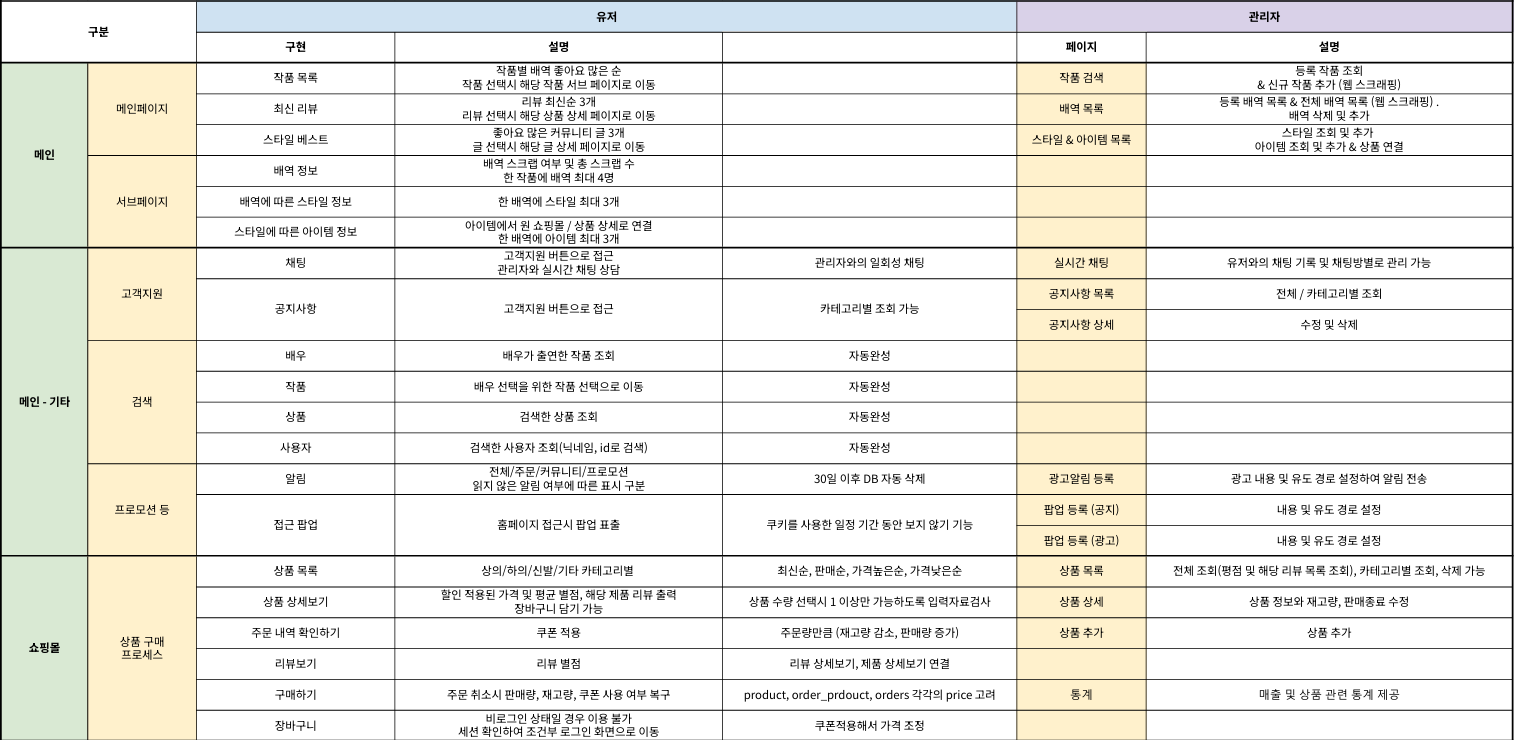 구분
유저
관리자
구현
설명
페이지
설명
메인
메인페이지
작품 목록
작품별 배역 좋아요 많은 순
작품 선택시 해당 작품 서브 페이지로 이동
작품 검색
등록 작품 조회
& 신규 작품 추가 (웹 스크래핑)
최신 리뷰
리뷰 최신순 3개
리뷰 선택시 해당 상품 상세 페이지로 이동
배역 목록
등록 배역 목록 & 전체 배역 목록 (웹 스크래핑) .
배역 삭제 및 추가
스타일 베스트
좋아요 많은 커뮤니티 글 3개
글 선택시 해당 글 상세 페이지로 이동
스타일 & 아이템 목록
스타일 조회 및 추가
아이템 조회 및 추가 & 상품 연결
서브페이지
배역 정보
배역 스크랩 여부 및 총 스크랩 수
한 작품에 배역 최대 4명
배역에 따른 스타일 정보
한 배역에 스타일 최대 3개
스타일에 따른 아이템 정보
아이템에서 원 쇼핑몰 / 상품 상세로 연결
한 배역에 아이템 최대 3개
메인 - 기타
고객지원
채팅
고객지원 버튼으로 접근
관리자와 실시간 채팅 상담
관리자와의 일회성 채팅
실시간 채팅
유저와의 채팅 기록 및 채팅방별로 관리 가능
공지사항
고객지원 버튼으로 접근
카테고리별 조회 가능
공지사항 목록
전체 / 카테고리별 조회
공지사항 상세
수정 및 삭제
검색
배우
배우가 출연한 작품 조회
자동완성
작품
배우 선택을 위한 작품 선택으로 이동
자동완성
상품
검색한 상품 조회
자동완성
사용자
검색한 사용자 조회(닉네임, id로 검색)
자동완성
프로모션 등
알림
전체/주문/커뮤니티/프로모션
읽지 않은 알림 여부에 따른 표시 구분
30일 이후 DB 자동 삭제
광고알림 등록
광고 내용 및 유도 경로 설정하여 알림 전송
접근 팝업
홈페이지 접근시 팝업 표출
쿠키를 사용한 일정 기간 동안 보지 않기 기능
팝업 등록 (공지)
내용 및 유도 경로 설정
팝업 등록 (광고)
내용 및 유도 경로 설정
쇼핑몰
상품 구매
프로세스
상품 목록
상의/하의/신발/기타 카테고리별
최신순, 판매순, 가격높은순, 가격낮은순
상품 목록
전체 조회(평점 및 해당 리뷰 목록 조회), 카테고리별 조회, 삭제 가능
상품 상세보기
할인 적용된 가격 및 평균 별점, 해당 제품 리뷰 출력
장바구니 담기 가능
상품 수량 선택시 1 이상만 가능하도록 입력자료검사
상품 상세
상품 정보와 재고량, 판매종료 수정
주문 내역 확인하기
쿠폰 적용
주문량만큼 (재고량 감소, 판매량 증가)
상품 추가
상품 추가
리뷰보기
리뷰 별점
리뷰 상세보기, 제품 상세보기 연결
구매하기
주문 취소시 판매량, 재고량, 쿠폰 사용 여부 복구
product, order_prdouct, orders 각각의 price 고려
통계
매출 및 상품 관련 통계 제공
장바구니
비로그인 상태일 경우 이용 불가
세션 확인하여 조건부 로그인 화면으로 이동
쿠폰적용해서 가격 조정